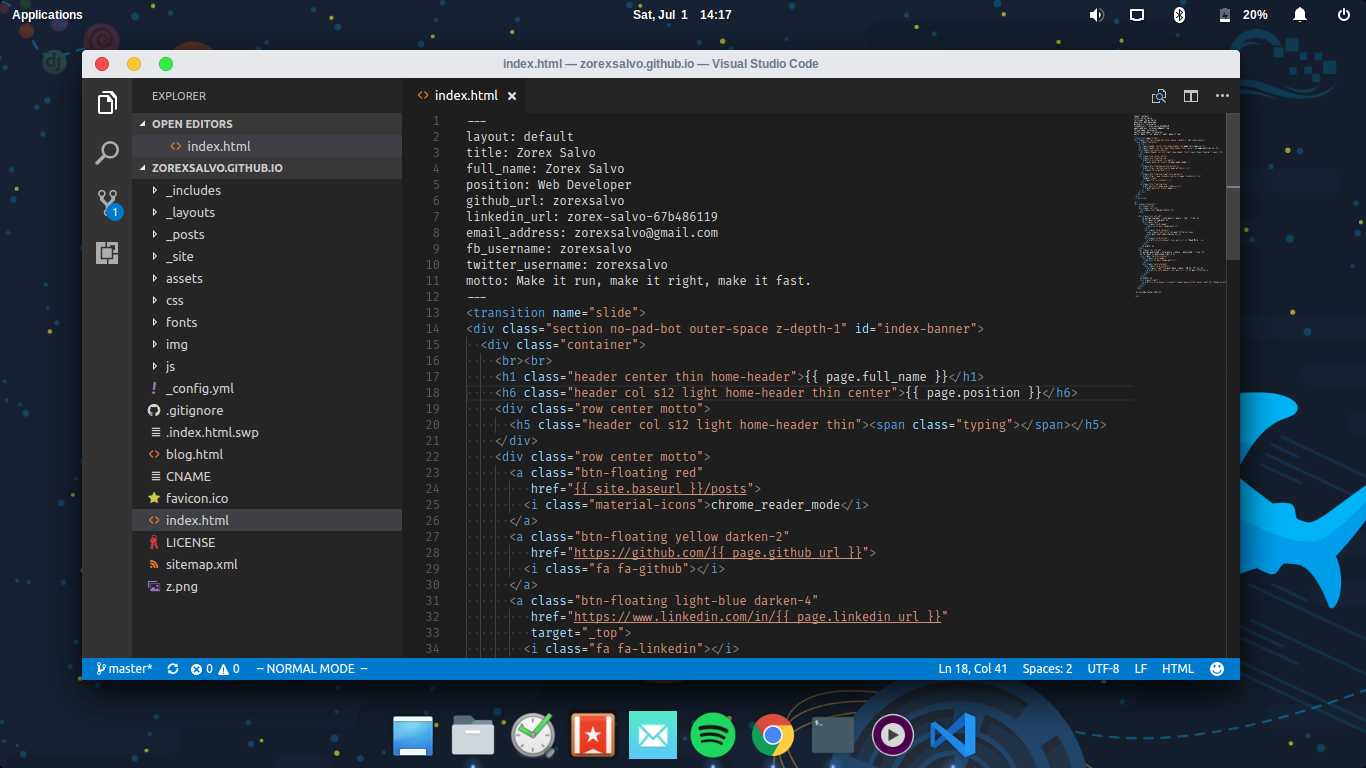 Applications
Sat, Jul 1 14:17
20%
index.html — zorexsalvo.github.io — Visual Studio Code
EXPLORER
OPEN EDITORS
<> index.html
ZOREXSALVO.GITHUB.IO
_includes
_layouts
_posts
_site
assets
css
fonts
img
js
! _config.yml
.gitignore
.index.html.swp
<> blog.html
CNAME
favicon.ico
<> index.html
LICENSE
sitemap.xml
z.png
1
<> index.html ×
1 ---
2 layout: default
3 title: Zorex Salvo
4 full_name: Zorex Salvo
5 position: Web Developer
6 github_url: zorexsalvo
7 linkedin_url: zorex-salvo-67b486119
8 email_address: zorexsalvo@gmail.com
9 fb_username: zorexsalvo
10 twitter_username: zorexsalvo
11 motto: Make it run, make it right, make it fast.
12 ---
13 <transition name="slide">
14 <div class="section no-pad-bot outer-space z-depth-1" id="index-banner">
15 <div class="container">
16 <br><br>
17 <h1 class="header center thin home-header">{{ page.full_name }}</h1>
18 <h6 class="header col s12 light home-header thin center">{{ page.position }}</h6>
19 <div class="row center motto">
20 <h5 class="header col s12 light home-header thin"><span class="typing"></span></h5>
21 </div>
22 <div class="row center motto">
23 <a class="btn-floating red"
24 href="{{ site.baseurl }}/posts">
25 <i class="material-icons">chrome_reader_mode</i>
26 </a>
27 <a class="btn-floating yellow darken-2"
28 href="https://github.com/{{ page.github_url }}">
29 <i class="fa fa-github"></i>
30 </a>
31 <a class="btn-floating light-blue darken-4"
32 href="https://www.linkedin.com/in/{{ page.linkedin_url }}"
33 target="_top">
34 <i class="fa fa-linkedin"></i>
master* 0 0 -- NORMAL MODE --
Ln 18, Col 41 Spaces: 2 UTF-8 LF HTML